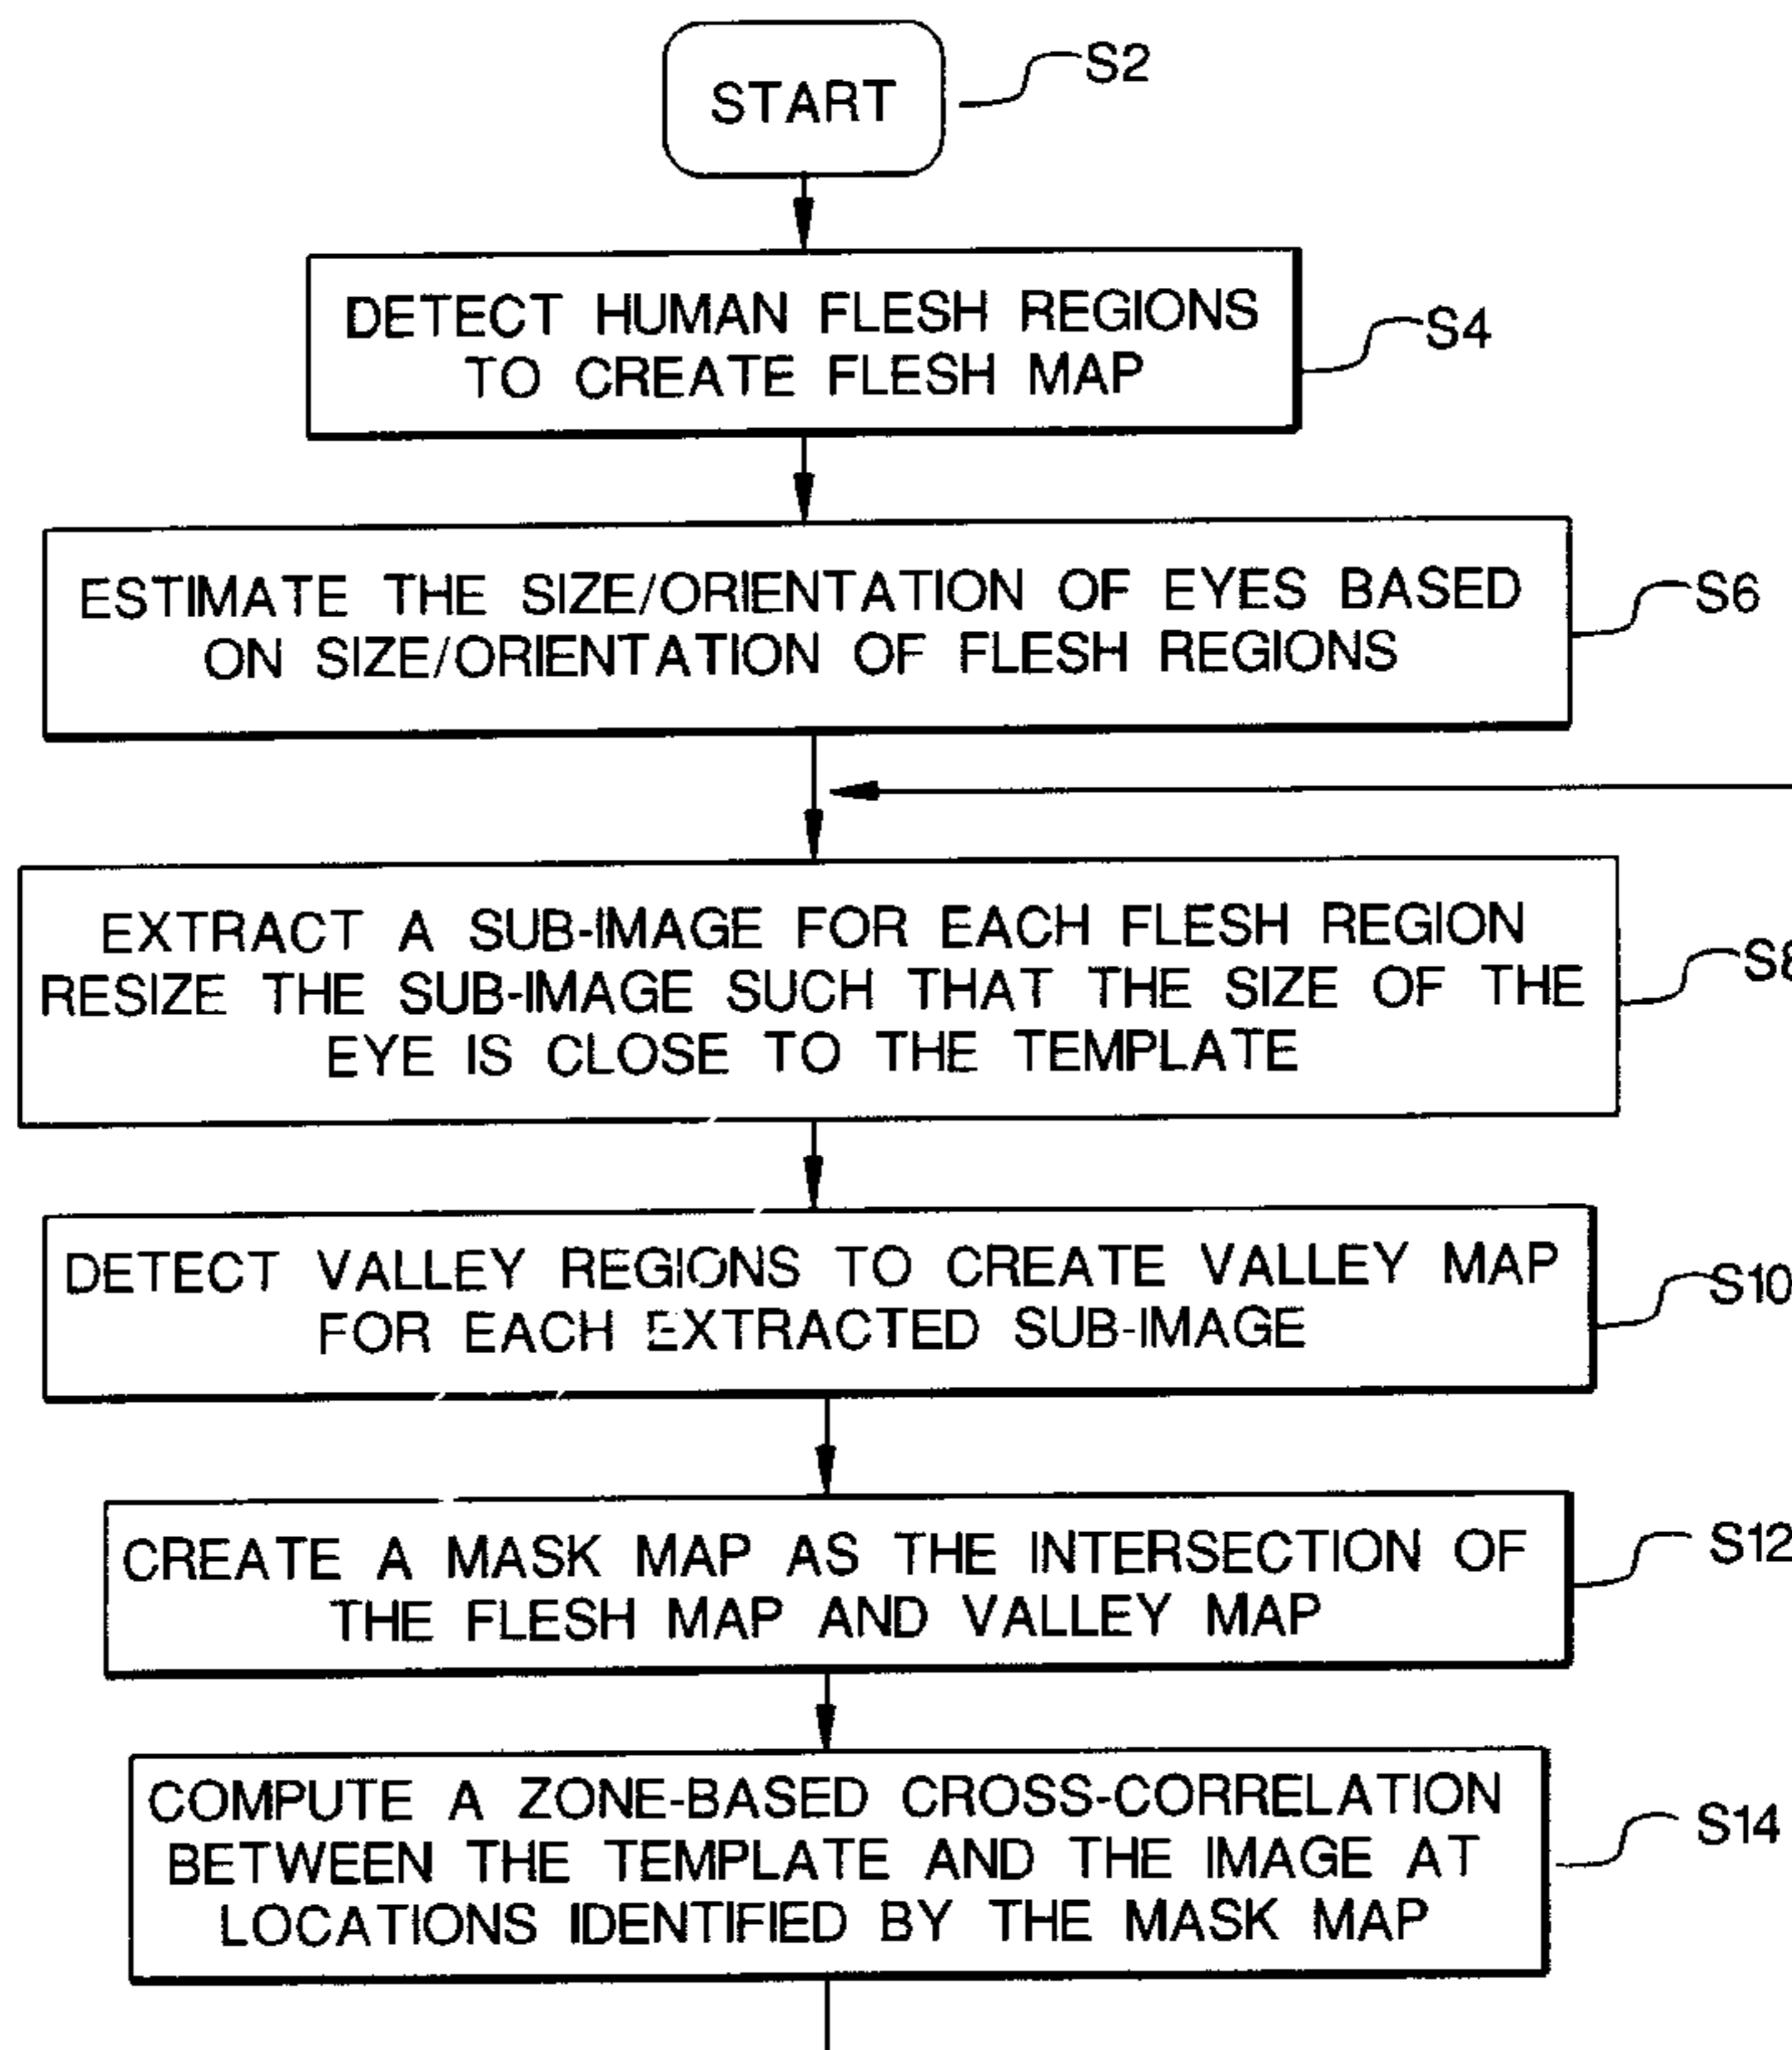 START
S2
DETECT HUMAN FLESH REGIONS
TO CREATE FLESH MAP
S4
ESTIMATE THE SIZE/ORIENTATION OF EYES BASED
ON SIZE/ORIENTATION OF FLESH REGIONS
S6
EXTRACT A SUB-IMAGE FOR EACH FLESH REGION
RESIZE THE SUB-IMAGE SUCH THAT THE SIZE OF THE
EYE IS CLOSE TO THE TEMPLATE
S8
DETECT VALLEY REGIONS TO CREATE VALLEY MAP
FOR EACH EXTRACTED SUB-IMAGE
S10
CREATE A MASK MAP AS THE INTERSECTION OF
THE FLESH MAP AND VALLEY MAP
S12
COMPUTE A ZONE-BASED CROSS-CORRELATION
BETWEEN THE TEMPLATE AND THE IMAGE AT
LOCATIONS IDENTIFIED BY THE MASK MAP
S14